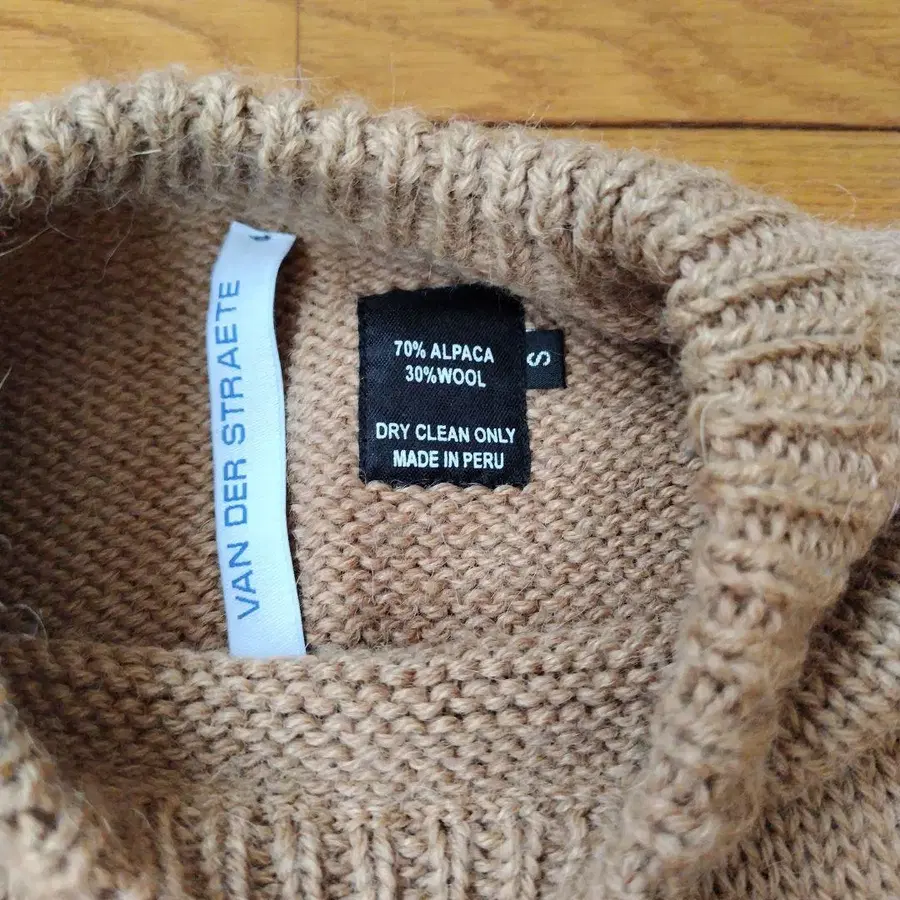 VAN DER STRAETE
70% ALPACA
30%WOOL
DRY CLEAN ONLY
MADE IN PERU
S